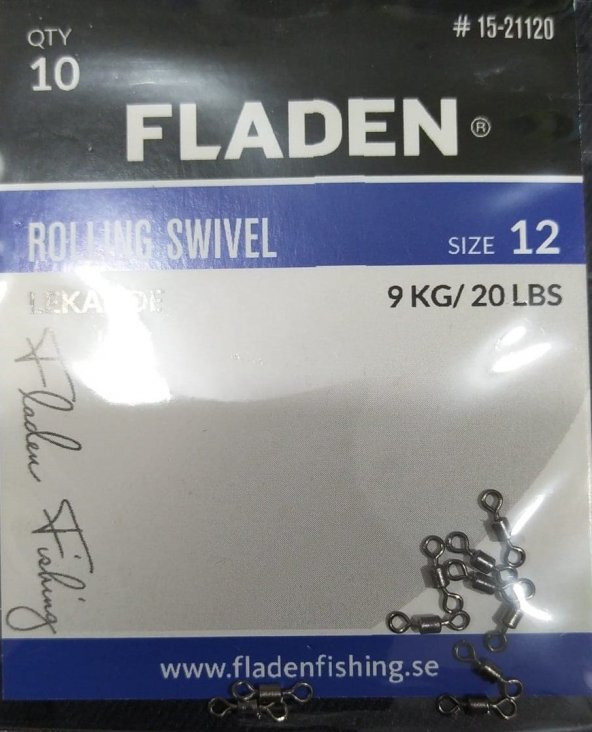 QTY
# 15-21120
10
FLADEN®
ROLLING SWIVEL
SIZE 12
9 KG/ 20 LBS
Fladen Fishing
www.fladenfishing.se